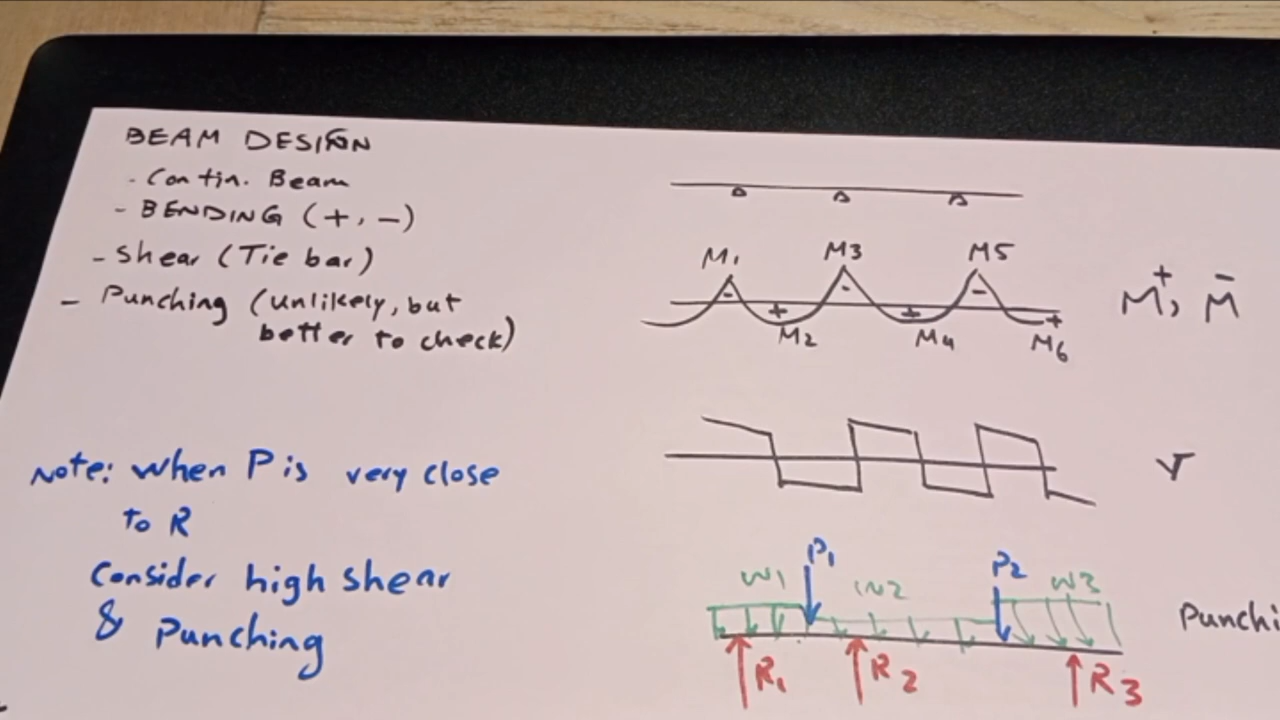 BEAM DESIGN
- Contin. Beam
- BENDING (+, -)
- Shear (Tie bar)
- Punching (unlikely, but
better to check)
Note: when P is very close
to R
Consider high shear
& Punching
M1 M3 M5
- - -
+ + +
M2 M4 M6
M+, M-
V
P1 P2
W1 W2 W3
Punchi
R1 R2 R3